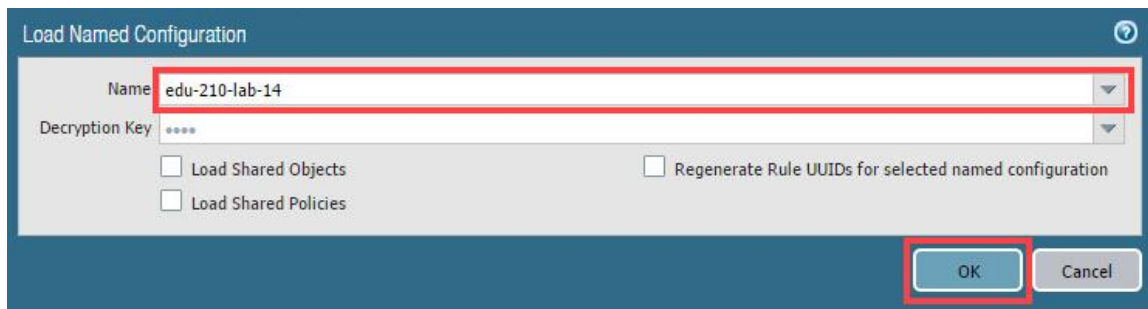 Load Named Configuration
Name edu-210-lab-14
Decryption Key ••••
Load Shared Objects Regenerate Rule UUIDs for selected named configuration
Load Shared Policies
OK Cancel